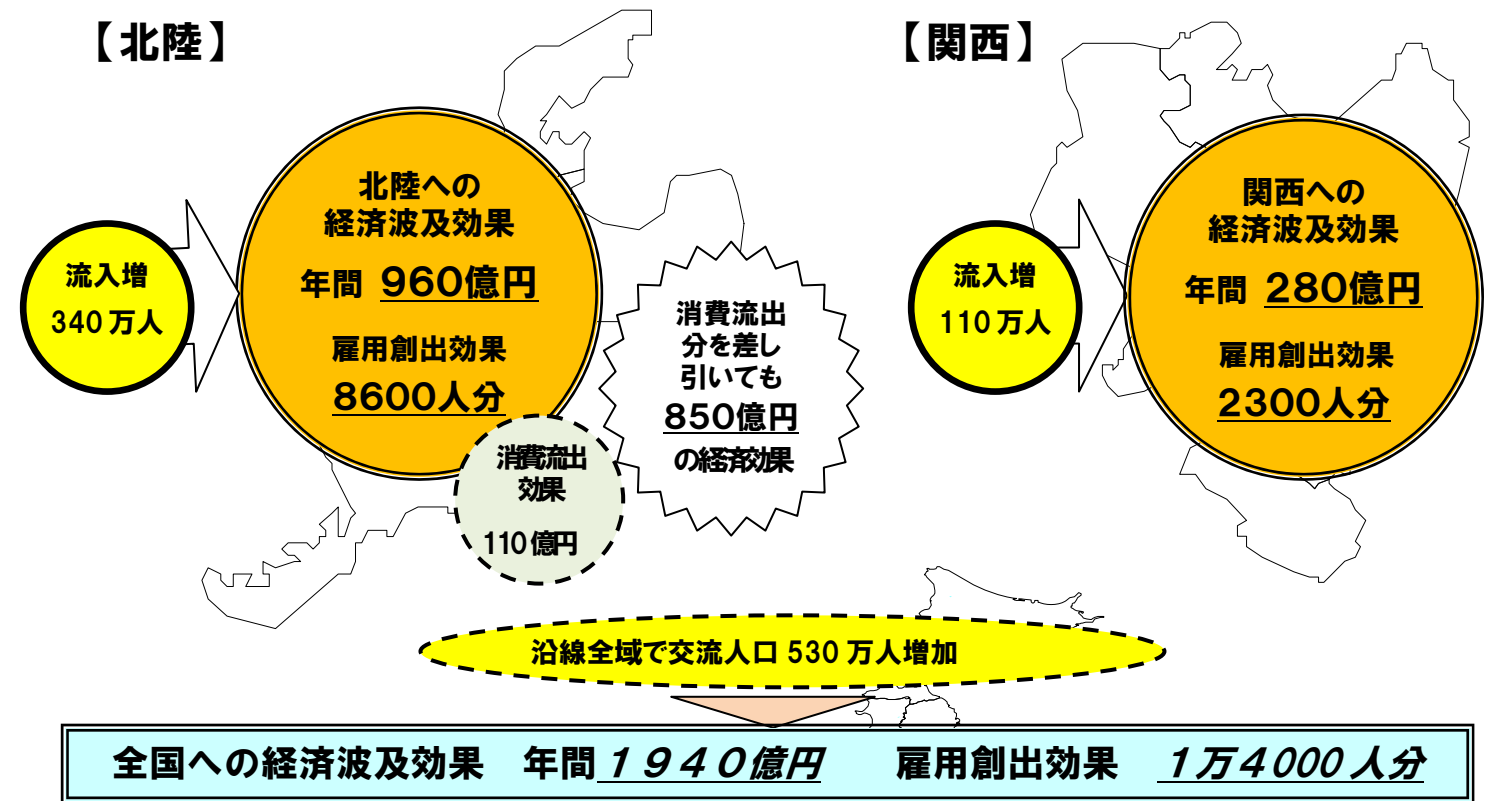 【北陸】
流入増
340万人
北陸への
経済波及効果
年間 960億円
雇用創出効果
8600人分
消費流出
効果
110億円
消費流出
分を差し
引いても
850億円
の経済効果
【関西】
流入増
110万人
関西への
経済波及効果
年間 280億円
雇用創出効果
2300人分
沿線全域で交流人口 530 万人増加
全国への経済波及効果 年間1940億円 雇用創出効果 1万4000人分